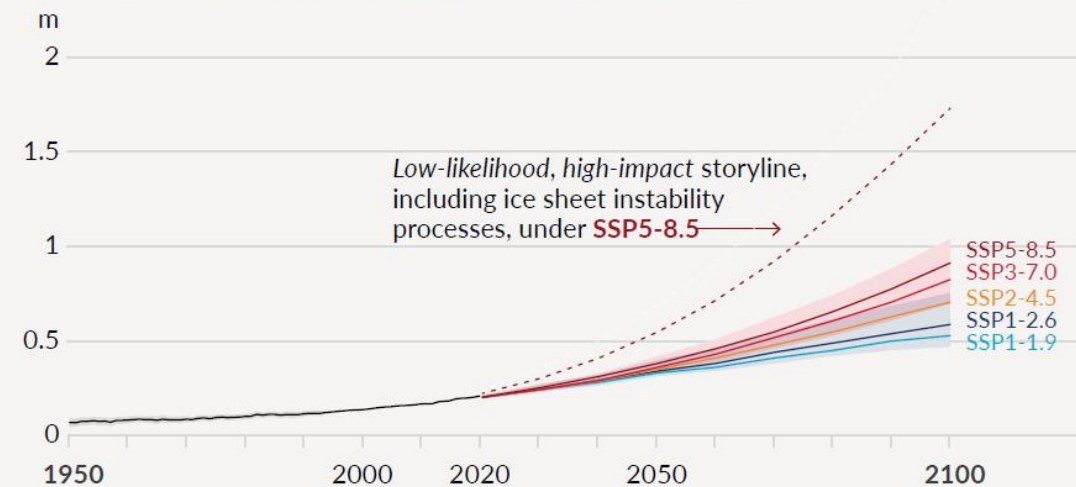 m
2
1.5
Low-likelihood, high-impact storyline,
including ice sheet instability
processes, under SSP5-8.5
1
SSP5-8.5
SSP3-7.0
SSP2-4.5
SSP1-2.6
SSP1-1.9
0.5
0
1950 2000 2020 2050 2100